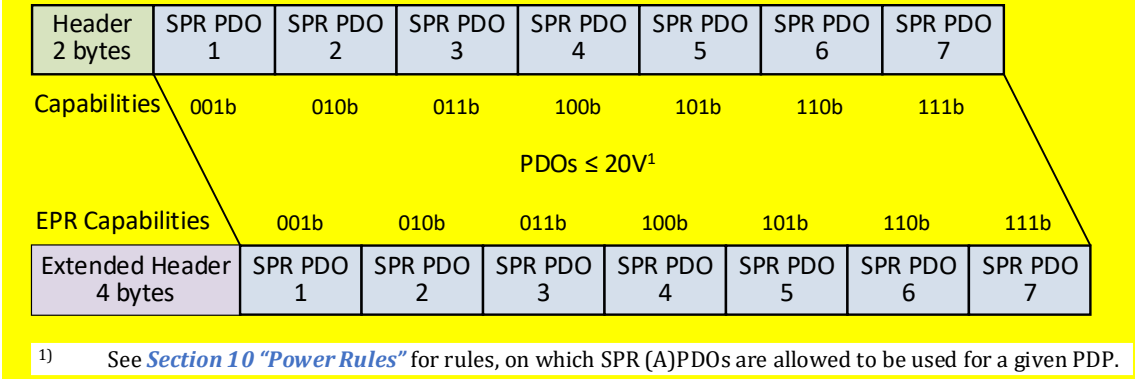 Header SPR PDO SPR PDO SPR PDO SPR PDO SPR PDO SPR PDO SPR PDO
2 bytes 1 2 3 4 5 6 7
Capabilities 001b 010b 011b 100b 101b 110b 111b
PDOs ≤ 20V¹
EPR Capabilities 001b 010b 011b 100b 101b 110b 111b
Extended Header SPR PDO SPR PDO SPR PDO SPR PDO SPR PDO SPR PDO SPR PDO
4 bytes 1 2 3 4 5 6 7
1) See Section 10 “Power Rules” for rules, on which SPR (A)PDOs are allowed to be used for a given PDP.